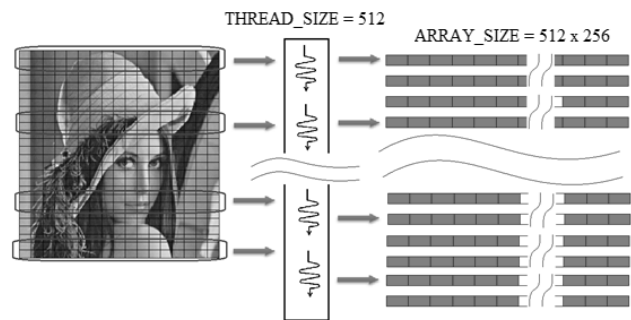 THREAD_SIZE = 512
ARRAY_SIZE = 512 x 256